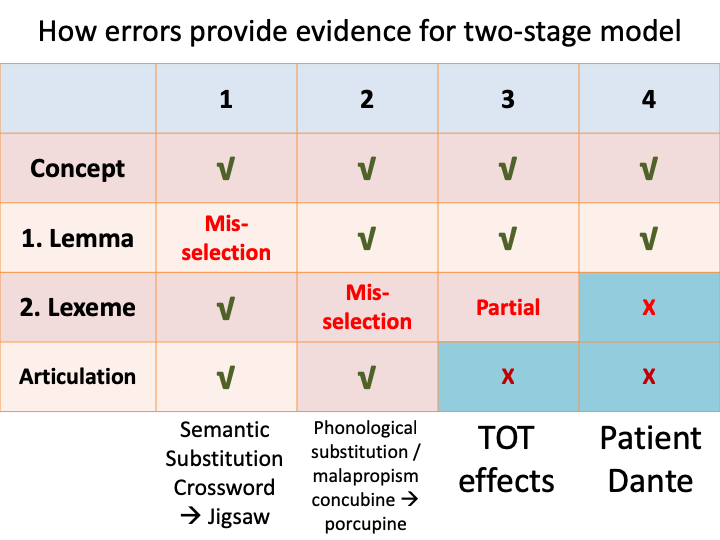 How errors provide evidence for two-stage model
1 2 3 4
Concept √ √ √ √
1. Lemma Mis-
selection √ √ √
2. Lexeme √ Mis-
selection Partial X
Articulation √ √ X X
Semantic
Substitution
Crossword
→ Jigsaw
Phonological
substitution /
malapropism
concubine →
porcupine
TOT
effects
Patient
Dante